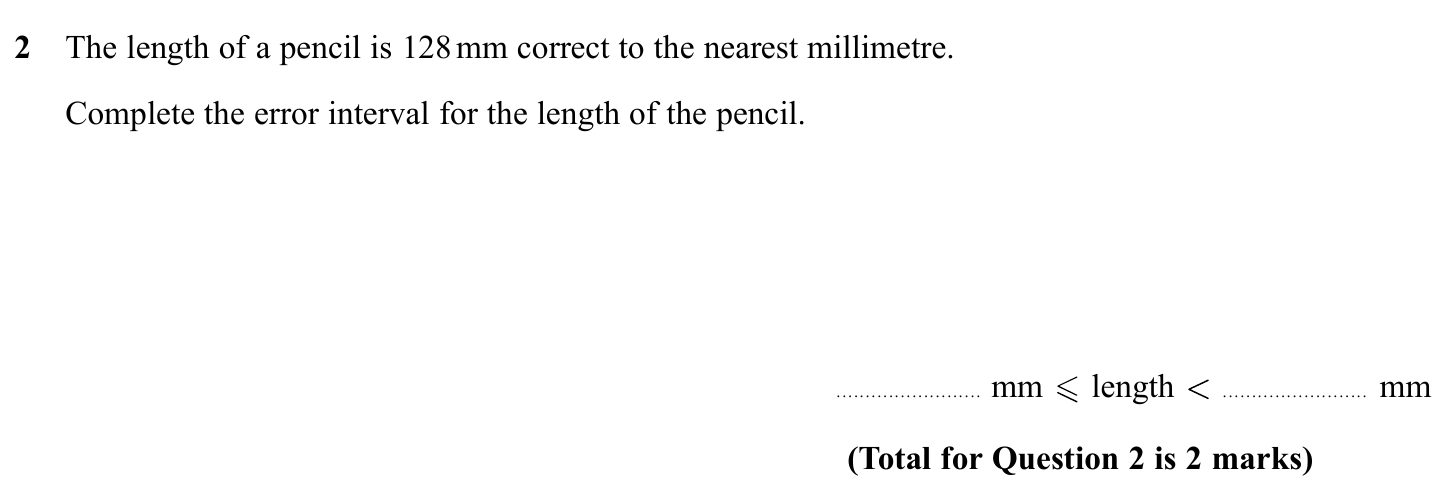 2 The length of a pencil is 128 mm correct to the nearest millimetre.
Complete the error interval for the length of the pencil.
........................ mm ⩽ length < ........................ mm
(Total for Question 2 is 2 marks)